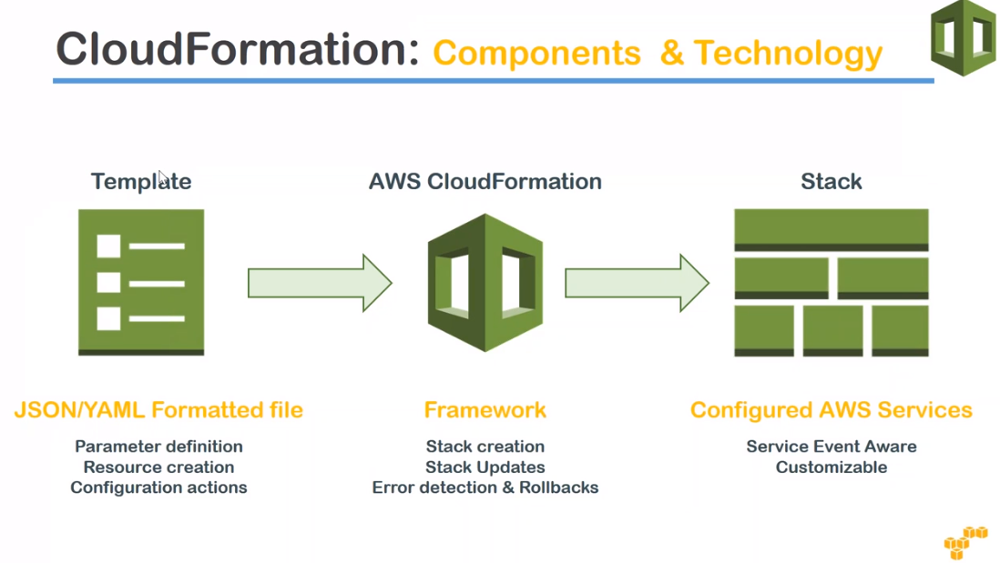 CloudFormation: Components & Technology
Template
AWS CloudFormation
Stack
JSON/YAML Formatted file
Parameter definition
Resource creation
Configuration actions
Framework
Stack creation
Stack Updates
Error detection & Rollbacks
Configured AWS Services
Service Event Aware
Customizable